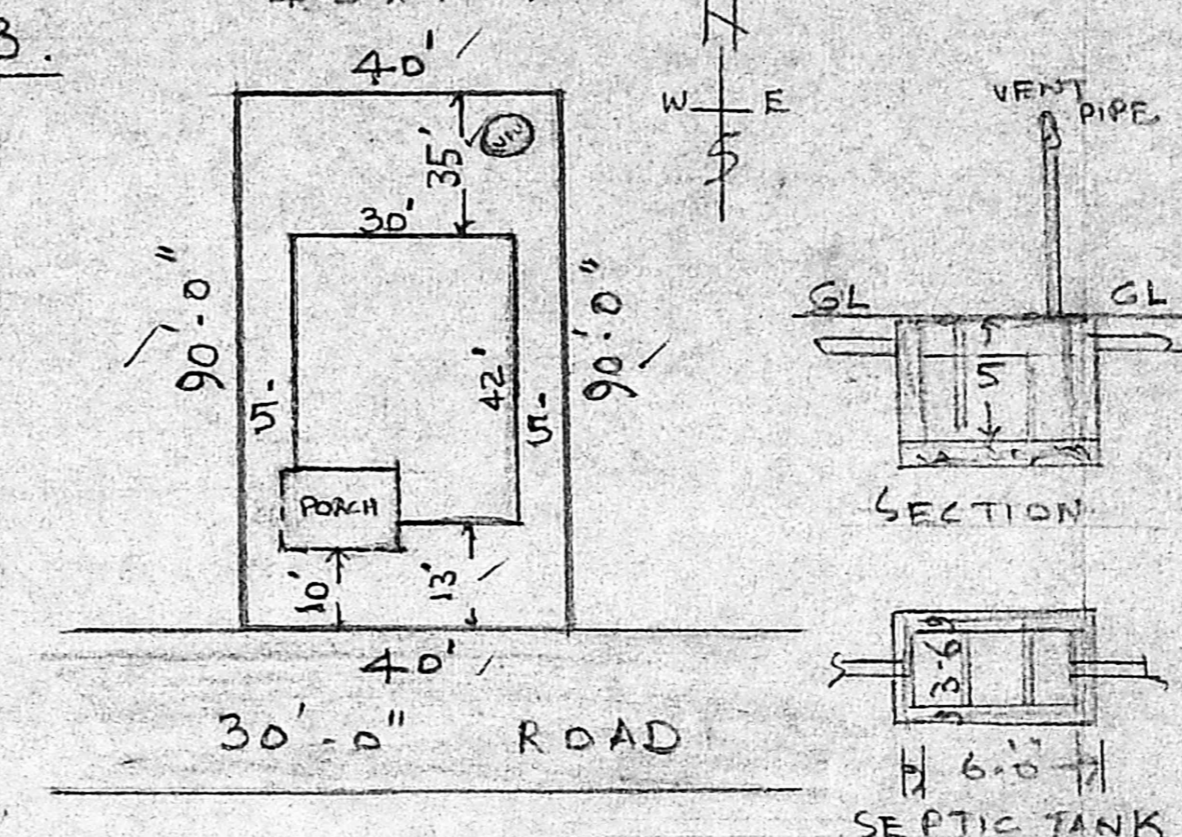 3.
40'
35'
30'
90'-0"
90'-0"
42'
5-
5-
PORCH
10'
13'
40'
30'-0" ROAD
N
W E
S
VENT PIPE
GL GL
5
SECTION
3-6
6'-0"
SEPTIC TANK